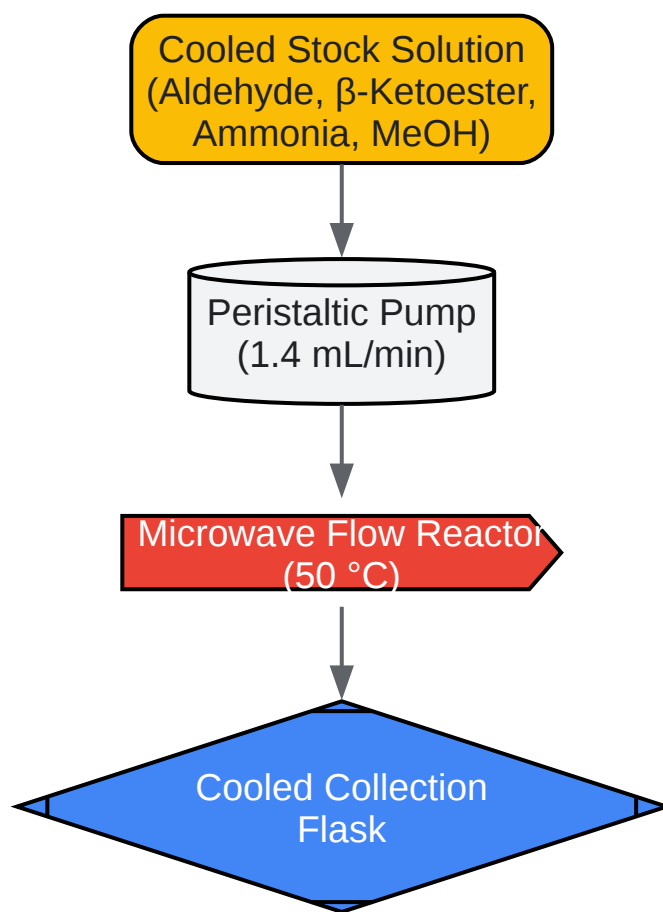 Cooled Stock Solution
(Aldehyde, β-Ketoester,
Ammonia, MeOH)
Peristaltic Pump
(1.4 mL/min)
Microwave Flow Reactor
(50 °C)
Cooled Collection
Flask